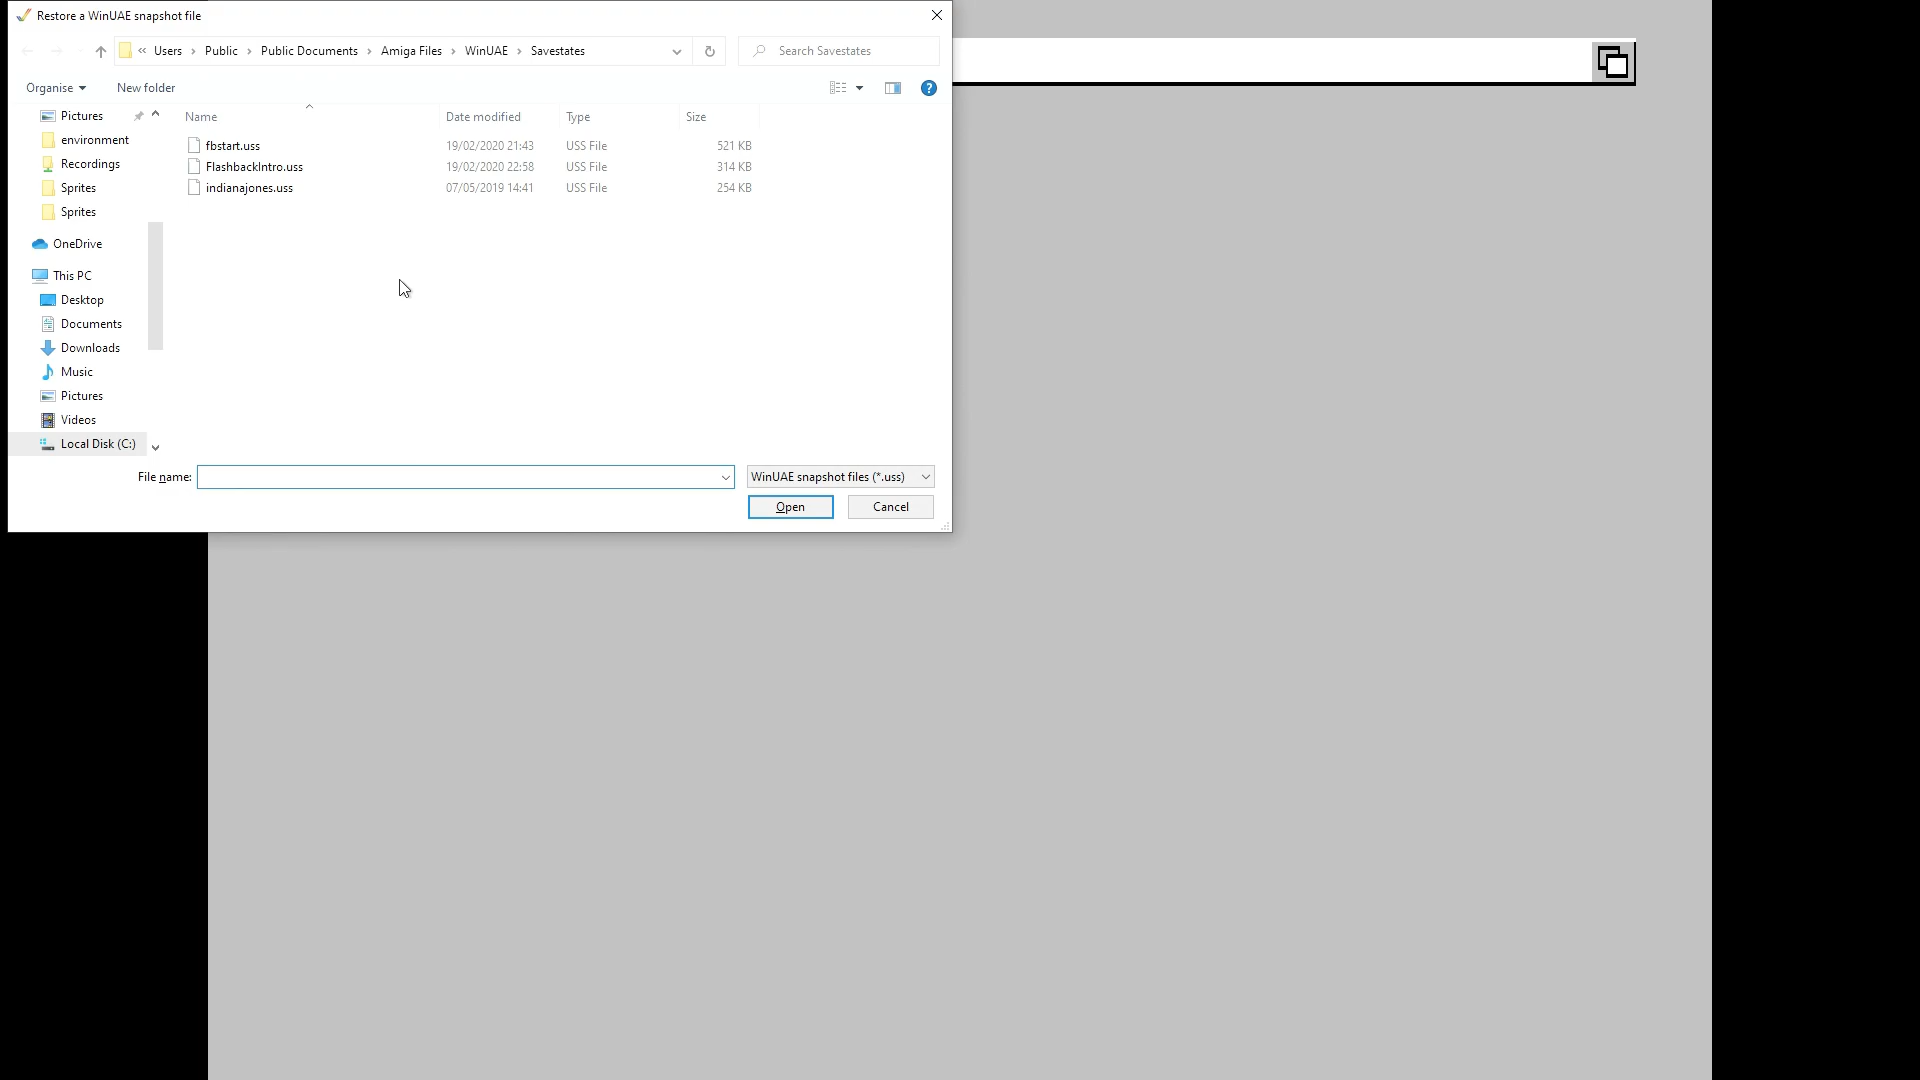 Restore a WinUAE snapshot file
« Users › Public › Public Documents › Amiga Files › WinUAE › Savestates
Search Savestates
Organise
New folder
Name Date modified Type Size
fbstart.uss 19/02/2020 21:43 USS File 521 KB
FlashbackIntro.uss 19/02/2020 22:58 USS File 314 KB
indianajones.uss 07/05/2019 14:41 USS File 254 KB
Pictures
environment
Recordings
Sprites
Sprites
OneDrive
This PC
Desktop
Documents
Downloads
Music
Pictures
Videos
Local Disk (C:)
File name:
WinUAE snapshot files (*.uss)
Open
Cancel